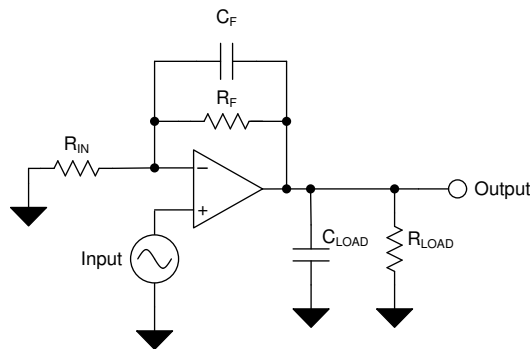 C_F
R_F
R_IN
−
+
Output
Input
C_LOAD
R_LOAD